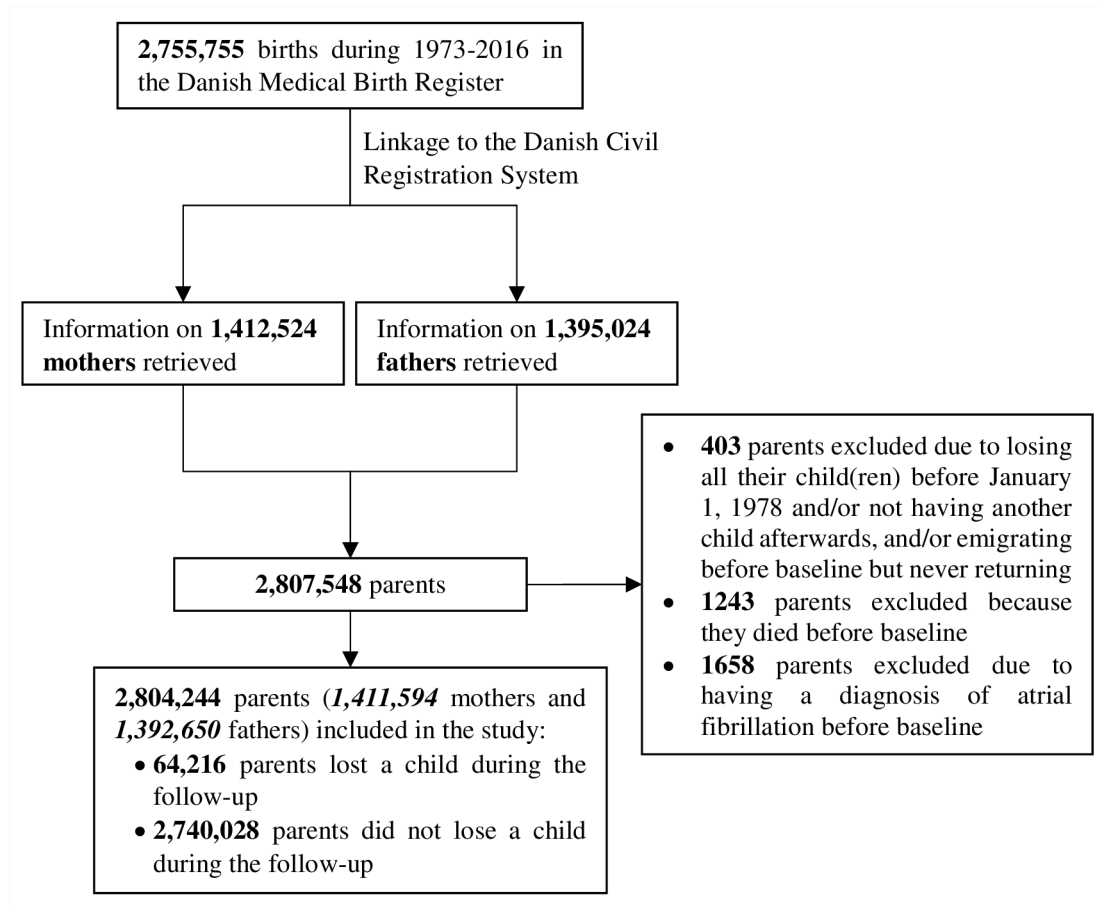 2,755,755 births during 1973-2016 in
the Danish Medical Birth Register
Linkage to the Danish Civil
Registration System
Information on 1,412,524
mothers retrieved
Information on 1,395,024
fathers retrieved
2,807,548 parents
• 403 parents excluded due to losing
all their child(ren) before January
1, 1978 and/or not having another
child afterwards, and/or emigrating
before baseline but never returning
• 1243 parents excluded because
they died before baseline
• 1658 parents excluded due to
having a diagnosis of atrial
fibrillation before baseline
2,804,244 parents (1,411,594 mothers and
1,392,650 fathers) included in the study:
• 64,216 parents lost a child during the
follow-up
• 2,740,028 parents did not lose a child
during the follow-up